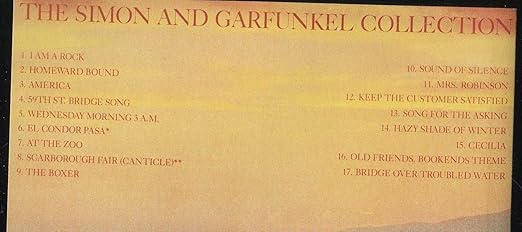 THE SIMON AND GARFUNKEL COLLECTION
1. I AM A ROCK
2. HOMEWARD BOUND
3. AMERICA
4. 59TH ST. BRIDGE SONG
5. WEDNESDAY MORNING 3 A.M.
6. EL CONDOR PASA*
7. AT THE ZOO
8. SCARBOROUGH FAIR (CANTICLE)**
9. THE BOXER
10. SOUND OF SILENCE
11. MRS. ROBINSON
12. KEEP THE CUSTOMER SATISFIED
13. SONG FOR THE ASKING
14. HAZY SHADE OF WINTER
15. CECILIA
16. OLD FRIENDS, BOOKENDS THEME
17. BRIDGE OVER TROUBLED WATER